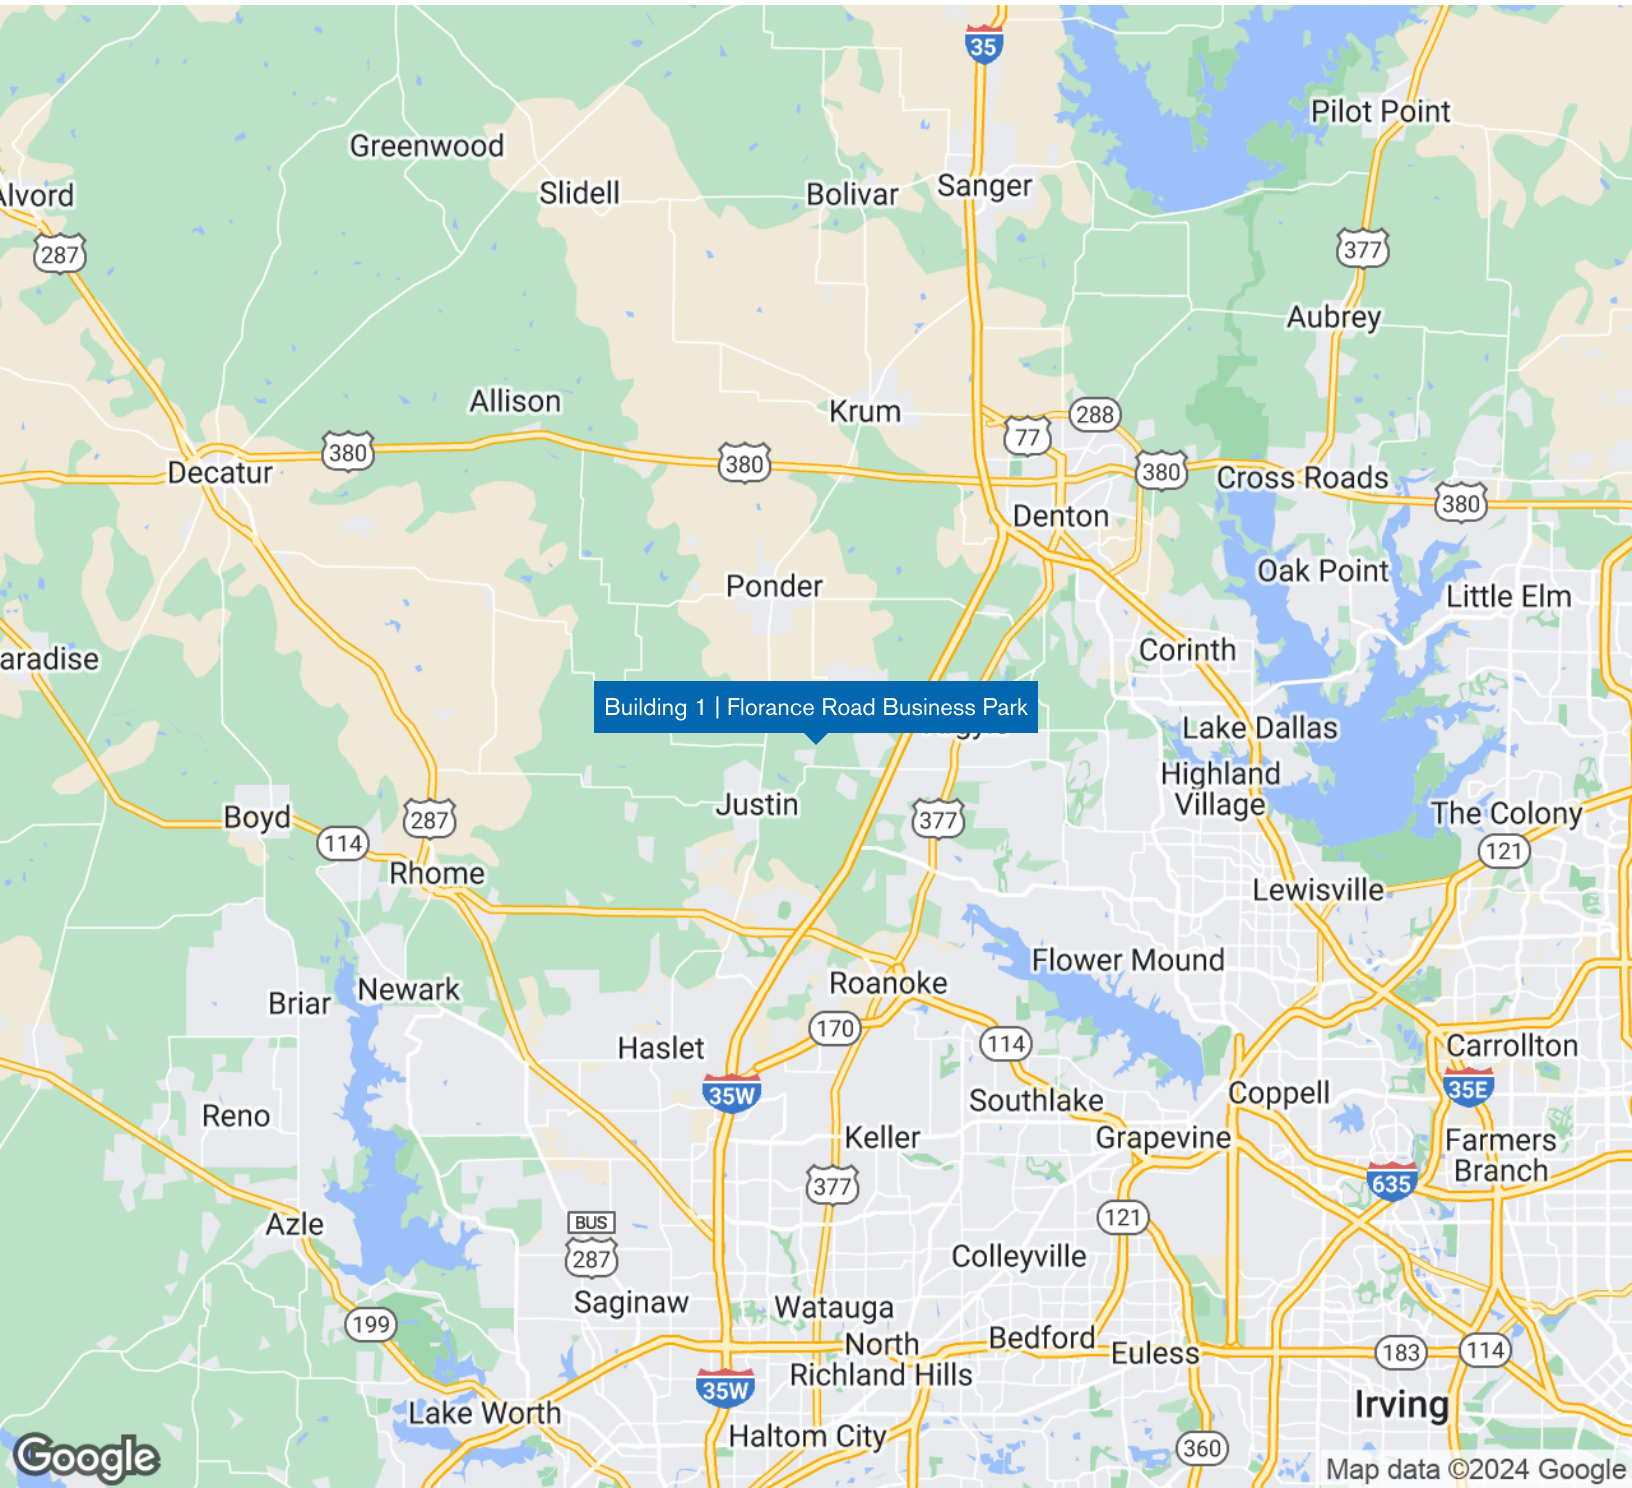 35
Pilot Point
Greenwood
Alvord
Slidell
Bolivar
Sanger
287
377
Aubrey
Allison
Krum
288
77
380
380
380
Decatur
Cross Roads
380
Denton
Oak Point
Ponder
Little Elm
Corinth
aradise
Building 1 | Florance Road Business Park
Lake Dallas
Highland
Village
Justin
Boyd
287
377
The Colony
114
121
Rhome
Lewisville
Flower Mound
Roanoke
Newark
Briar
170
Haslet
114
Carrollton
35W
35E
Southlake
Coppell
Reno
Keller
Grapevine
Farmers
Branch
377
635
Azle
BUS
287
121
Colleyville
Saginaw
Watauga
199
North
Richland Hills
Bedford
Euless
183
114
35W
Irving
Lake Worth
Haltom City
360
Google
Map data ©2024 Google